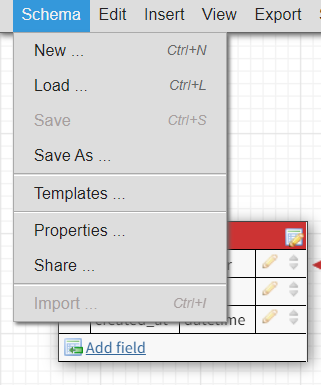 Schema Edit Insert View Export
New ... Ctrl+N
Load ... Ctrl+L
Save Ctrl+S
Save As ...
Templates ...
Properties ...
Share ...
Import ... Ctrl+I
created_at datetime
Add field